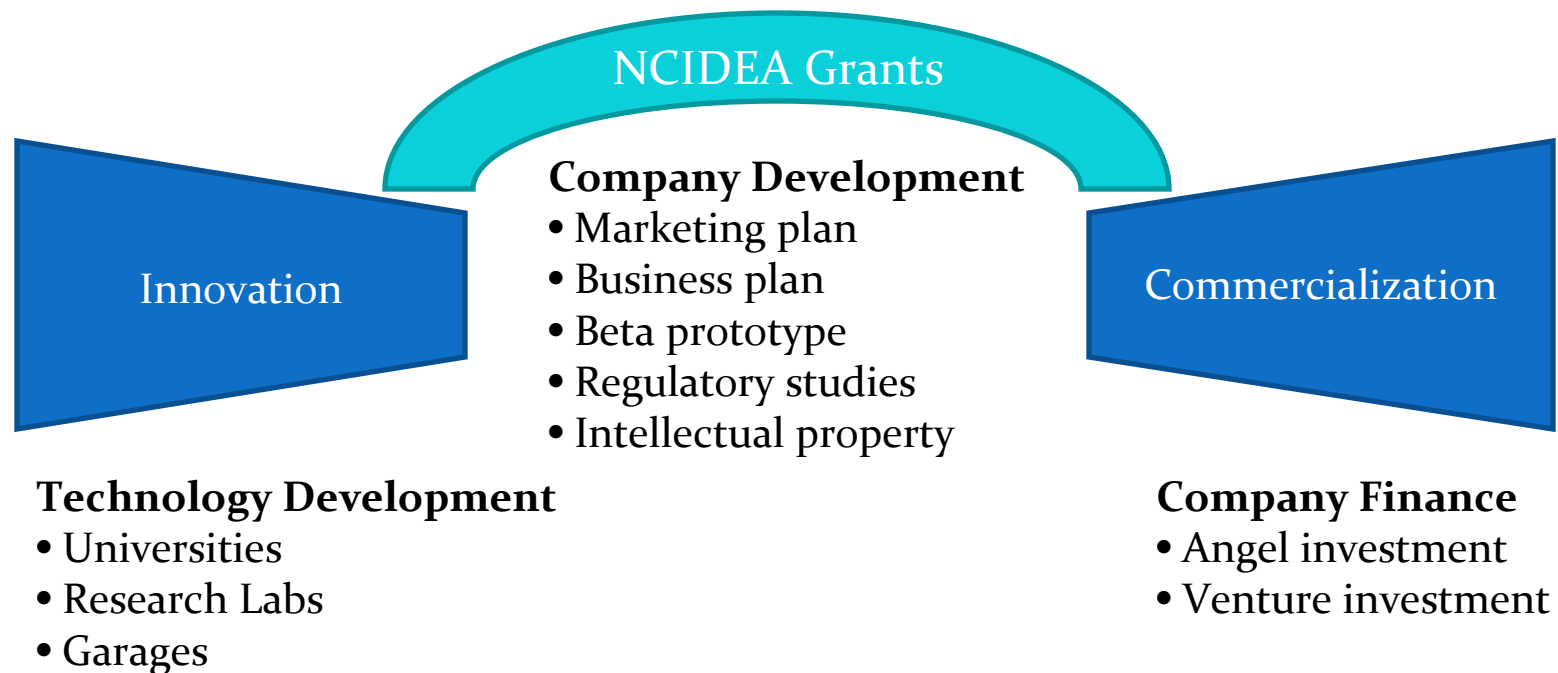 NCIDEA Grants
Innovation
Company Development
• Marketing plan
• Business plan
• Beta prototype
• Regulatory studies
• Intellectual property
Commercialization
Technology Development
• Universities
• Research Labs
• Garages
Company Finance
• Angel investment
• Venture investment